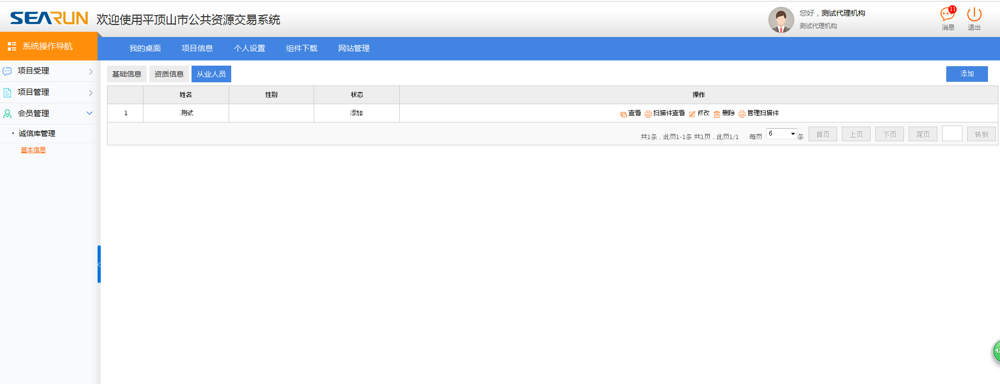 SEARUN 欢迎使用平顶山市公共资源交易系统
您好，测试代理机构
测试代理机构
11
消息 退出
系统操作导航
我的桌面 项目信息 个人设置 组件下载 网站管理
项目受理
项目管理
会员管理
诚信库管理
基本信息
基础信息 资质信息 从业人员 添加
姓名 性别 状态 操作
1 测试 添加 查看 扫描件查看 修改 删除 管理扫描件
共1条，此页1-1条 共1页，此页1/1 每页 6 条 首页 上页 下页 尾页 转到